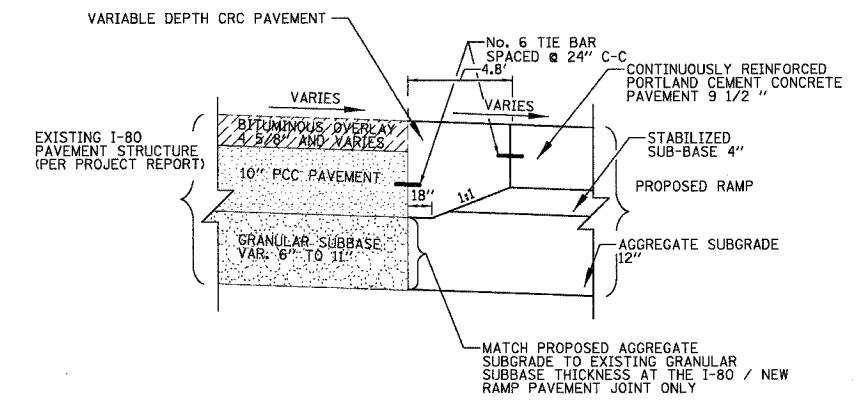 VARIABLE DEPTH CRC PAVEMENT
No. 6 TIE BAR
SPACED @ 24" C-C
4.8'
CONTINUOUSLY REINFORCED
PORTLAND CEMENT CONCRETE
PAVEMENT 9 1/2 "
VARIES
VARIES
EXISTING I-80
PAVEMENT STRUCTURE
(PER PROJECT REPORT)
BITUMINOUS OVERLAY
4 5/8" AND VARIES
STABILIZED
SUB-BASE 4"
10" PCC PAVEMENT
18"
1:1
PROPOSED RAMP
GRANULAR SUBBASE
VAR. 6" TO 11"
AGGREGATE SUBGRADE
12"
MATCH PROPOSED AGGREGATE
SUBGRADE TO EXISTING GRANULAR
SUBBASE THICKNESS AT THE I-80 / NEW
RAMP PAVEMENT JOINT ONLY